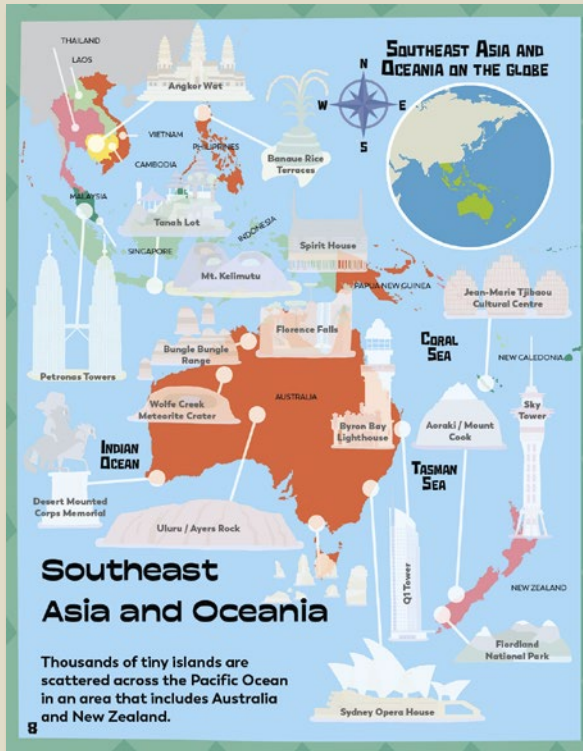 THAILAND
LAOS
Angkor Wat
VIETNAM
CAMBODIA
PHILIPPINES
Banaue Rice
Terraces
N
W
E
S
SOUTHEAST ASIA AND
OCEANIA ON THE GLOBE
MALAYSIA
SINGAPORE
Tanah Lot
INDONESIA
Mt. Kelimutu
Spirit House
PAPUA NEW GUINEA
Jean-Marie Tjibaou
Cultural Centre
Petronas Towers
Bungle Bungle
Range
Florence Falls
CORAL
SEA
NEW CALEDONIA
Wolfe Creek
Meteorite Crater
AUSTRALIA
Byron Bay
Lighthouse
Aoraki / Mount
Cook
Sky
Tower
INDIAN
OCEAN
TASMAN
SEA
Desert Mounted
Corps Memorial
Uluru / Ayers Rock
Q1 Tower
NEW ZEALAND
Fiordland
National Park
Sydney Opera House
Southeast
Asia and Oceania
Thousands of tiny islands are
scattered across the Pacific Ocean
in an area that includes Australia
and New Zealand.
8